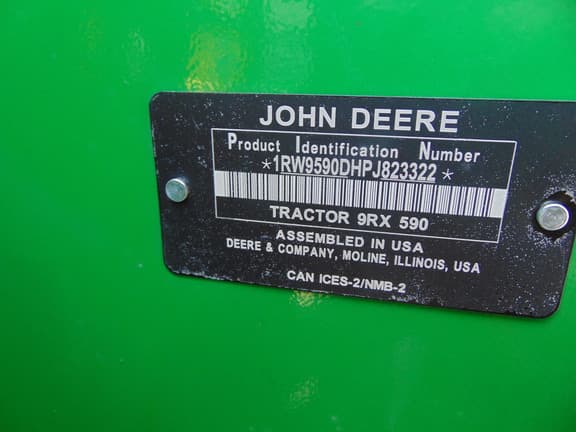 JOHN DEERE
Product Identification Number
*1RW9590DHPJ823322*
TRACTOR 9RX 590
ASSEMBLED IN USA
DEERE & COMPANY, MOLINE, ILLINOIS, USA
CAN ICES-2/NMB-2